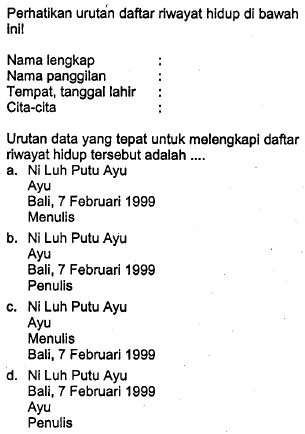 Perhatikan urutan daftar riwayat hidup di bawah
ini!
Nama lengkap :
Nama panggilan :
Tempat, tanggal lahir :
Cita-cita :
Urutan data yang tepat untuk melengkapi daftar
riwayat hidup tersebut adalah ....
a. Ni Luh Putu Ayu
Ayu
Bali, 7 Februari 1999
Menulis
b. Ni Luh Putu Ayu
Ayu
Bali, 7 Februari 1999
Penulis
c. Ni Luh Putu Ayu
Ayu
Menulis
Bali, 7 Februari 1999
d. Ni Luh Putu Ayu
Bali, 7 Februari 1999
Ayu
Penulis